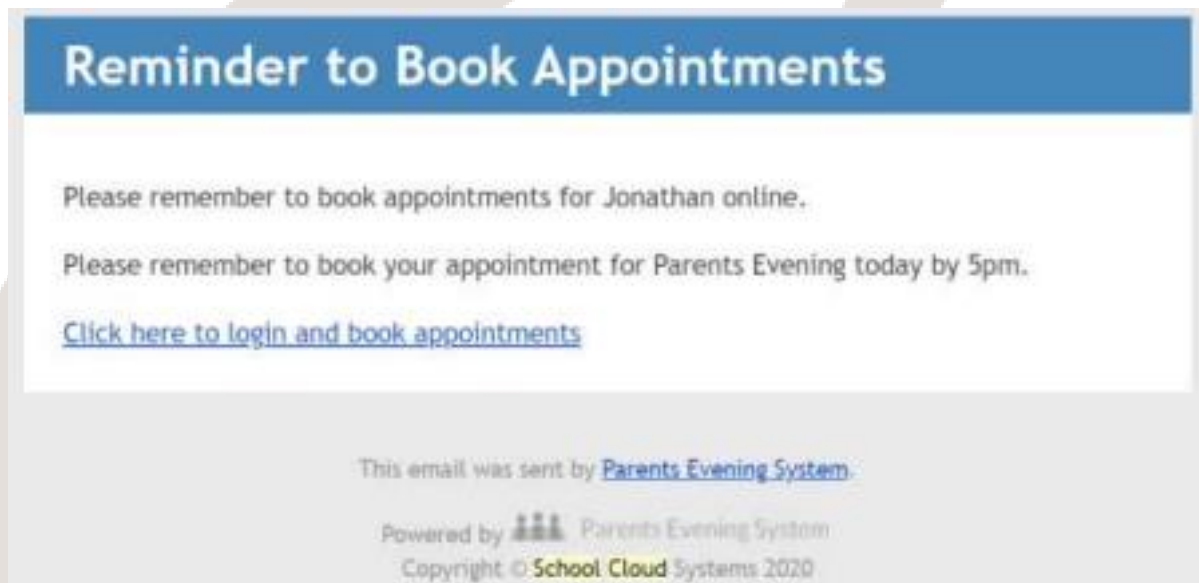 Reminder to Book Appointments
Please remember to book appointments for Jonathan online.
Please remember to book your appointment for Parents Evening today by 5pm.
Click here to login and book appointments
This email was sent by Parents Evening System.
Powered by Parents Evening System
Copyright © School Cloud Systems 2020